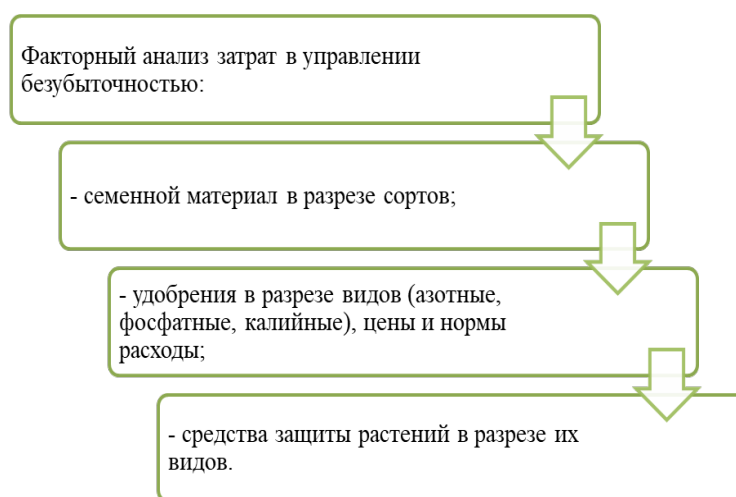 Факторный анализ затрат в управлении
безубыточностью:
- семенной материал в разрезе сортов;
- удобрения в разрезе видов (азотные,
фосфатные, калийные), цены и нормы
расходы;
- средства защиты растений в разрезе их
видов.